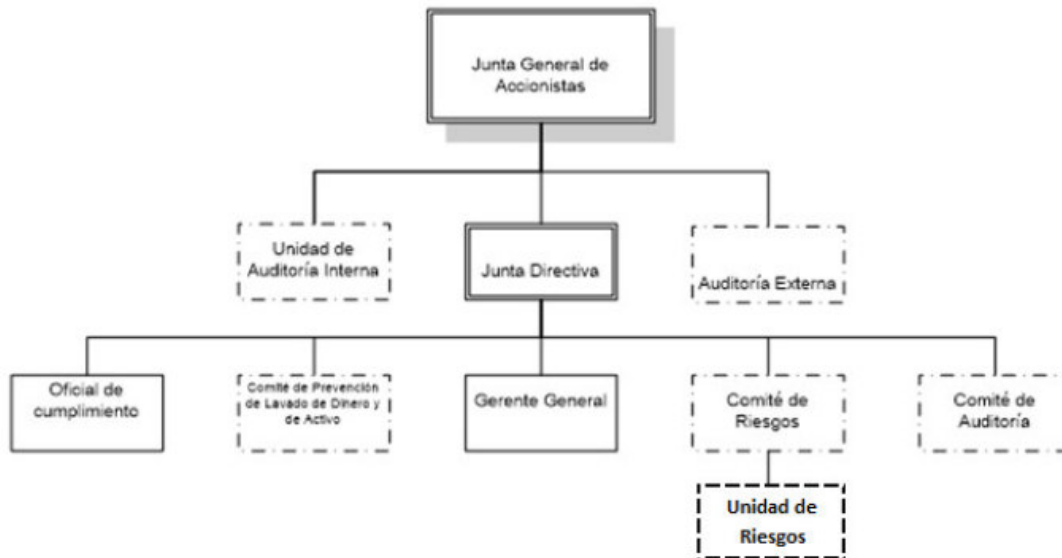 Junta General de
Accionistas
Unidad de
Auditoría Interna
Junta Directiva
Auditoría Externa
Oficial de
cumplimiento
Comité de Prevención
de Lavado de Dinero y
de Activo
Gerente General
Comité de
Riesgos
Comité de
Auditoría
Unidad de
Riesgos